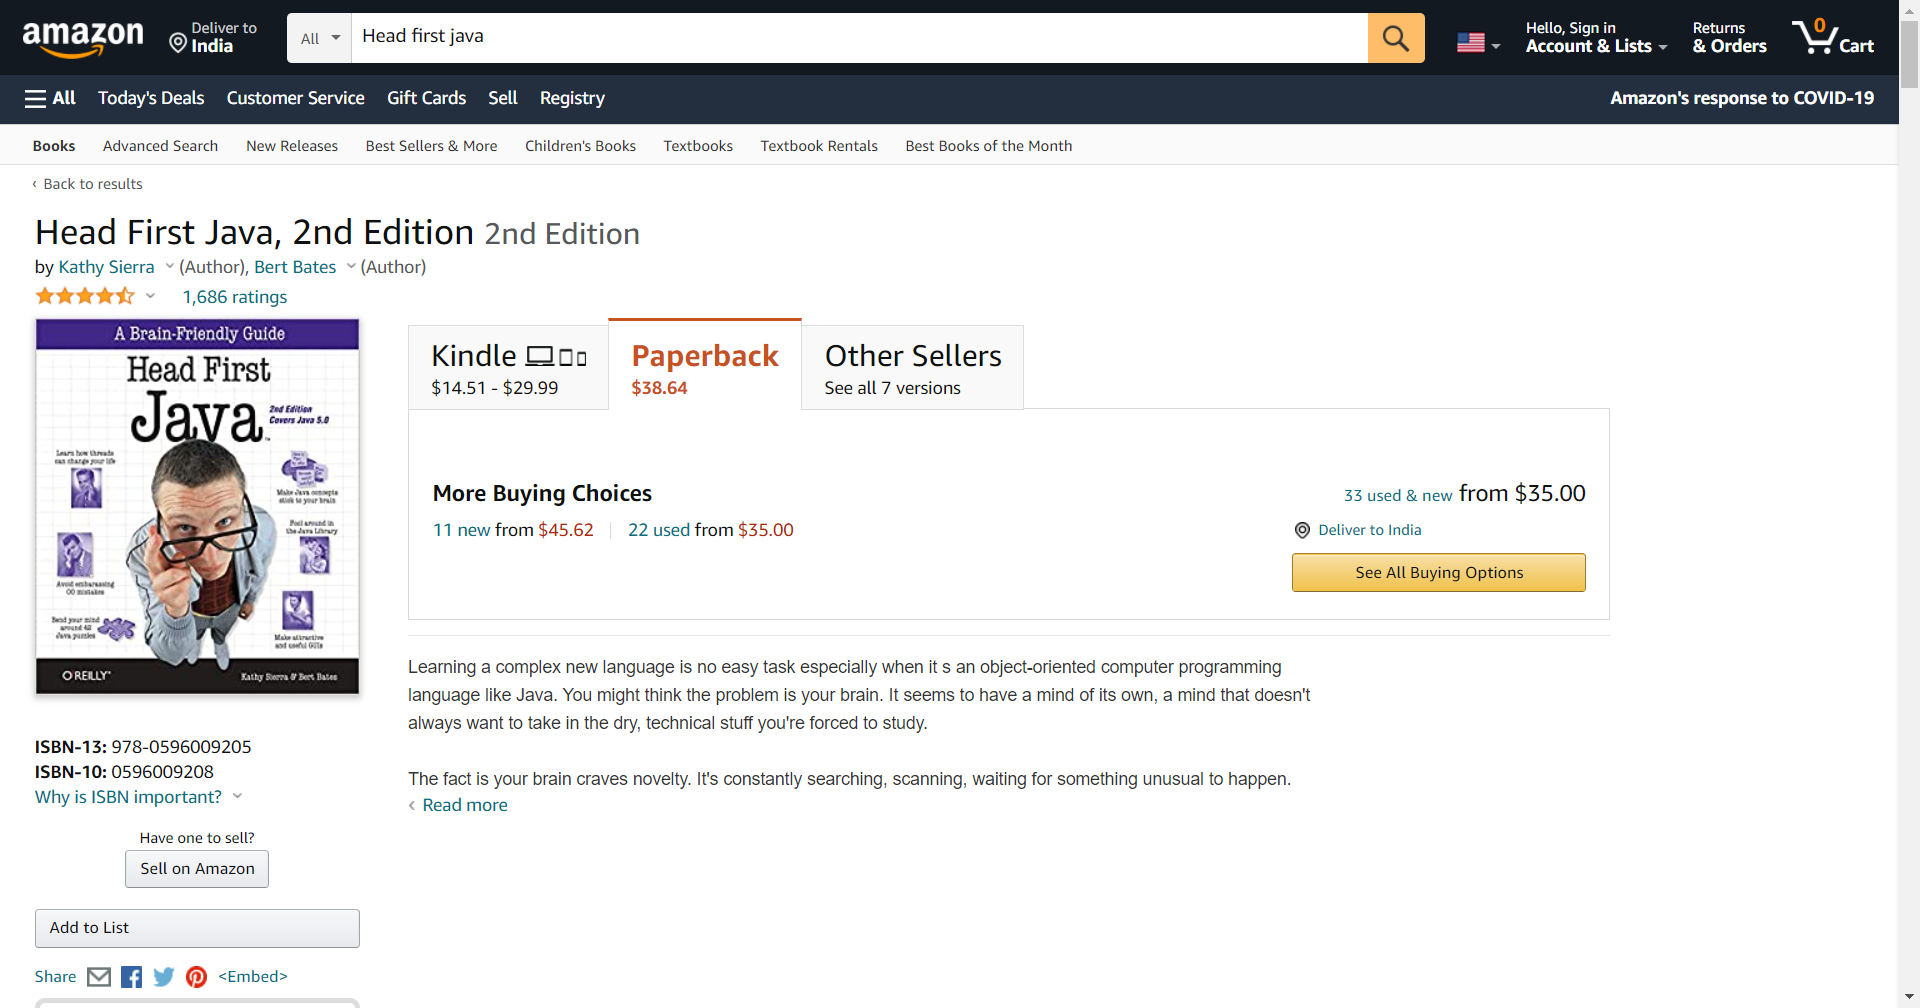 amazon
Deliver to
India
All
Head first java
Hello, Sign in
Account & Lists
Returns
& Orders
0
Cart
All
Today's Deals
Customer Service
Gift Cards
Sell
Registry
Amazon's response to COVID-19
Books
Advanced Search
New Releases
Best Sellers & More
Children's Books
Textbooks
Textbook Rentals
Best Books of the Month
‹ Back to results
Head First Java, 2nd Edition 2nd Edition
by Kathy Sierra (Author), Bert Bates (Author)
1,686 ratings
A Brain-Friendly Guide
Head First
Java™
2nd Edition
Covers Java 5.0
Learn how threads
can change your life
Make Java concepts
stick to your brain
Fool around in
the Java Library
Avoid embarassing
OO mistakes
Bend your mind
around 42
Java puzzles
Make attractive
and useful GUIs
O'REILLY®
Kathy Sierra & Bert Bates
Kindle
$14.51 - $29.99
Paperback
$38.64
Other Sellers
See all 7 versions
More Buying Choices
11 new from $45.62
22 used from $35.00
33 used & new from $35.00
Deliver to India
See All Buying Options
Learning a complex new language is no easy task especially when it s an object-oriented computer programming
language like Java. You might think the problem is your brain. It seems to have a mind of its own, a mind that doesn't
always want to take in the dry, technical stuff you're forced to study.
The fact is your brain craves novelty. It's constantly searching, scanning, waiting for something unusual to happen.
‹ Read more
ISBN-13: 978-0596009205
ISBN-10: 0596009208
Why is ISBN important?
Have one to sell?
Sell on Amazon
Add to List
Share
<Embed>